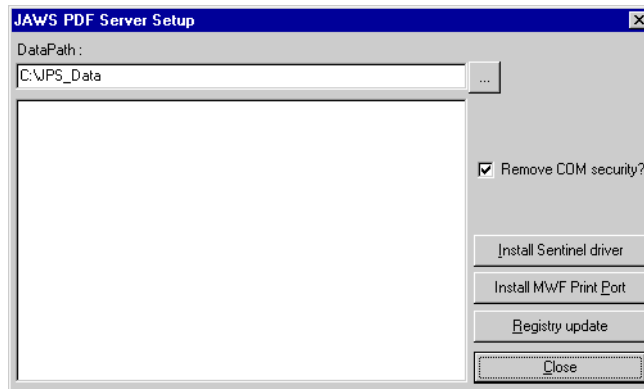 JAWS PDF Server Setup
DataPath :
C:\JPS_Data
...
Remove COM security?
Install Sentinel driver
Install MWF Print Port
Registry update
Close